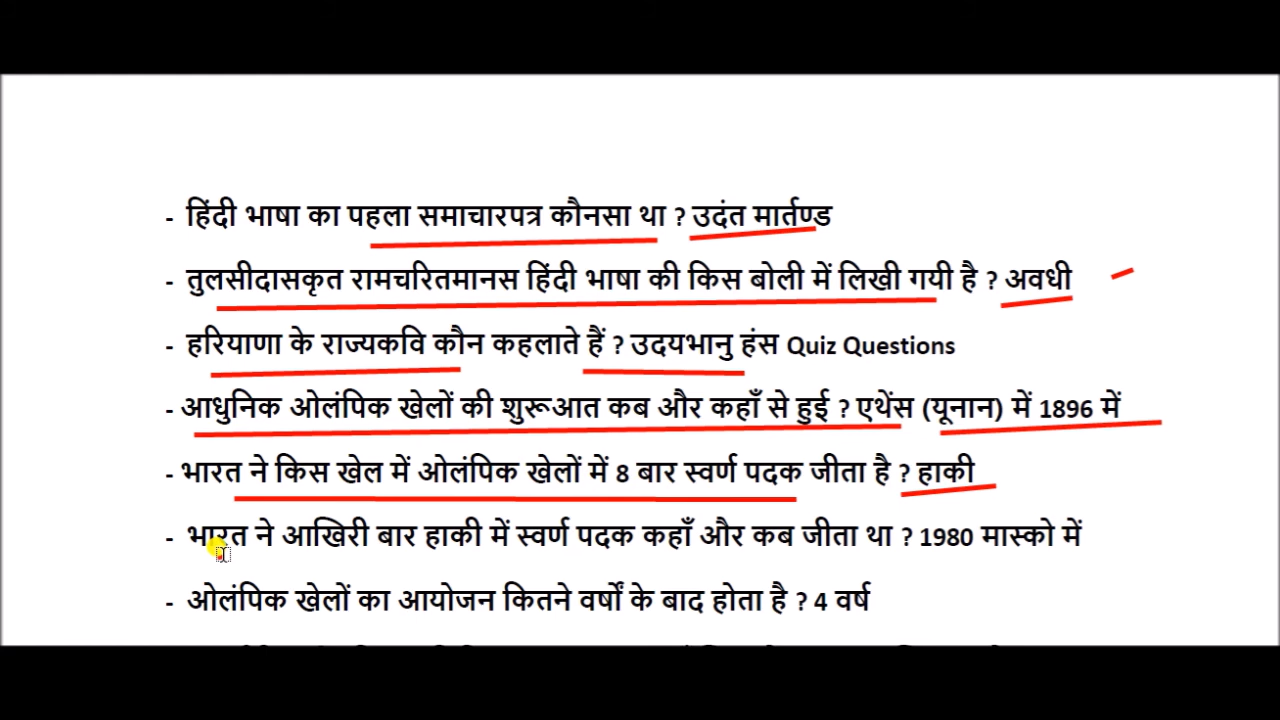 - हिंदी भाषा का पहला समाचारपत्र कौनसा था ? उदंत मार्तण्ड
- तुलसीदासकृत रामचरितमानस हिंदी भाषा की किस बोली में लिखी गयी है ? अवधी
- हरियाणा के राज्यकवि कौन कहलाते हैं ? उदयभानु हंस Quiz Questions
- आधुनिक ओलंपिक खेलों की शुरूआत कब और कहाँ से हुई ? एथेंस (यूनान) में 1896 में
- भारत ने किस खेल में ओलंपिक खेलों में 8 बार स्वर्ण पदक जीता है ? हाकी
- भारत ने आखिरी बार हाकी में स्वर्ण पदक कहाँ और कब जीता था ? 1980 मास्को में
- ओलंपिक खेलों का आयोजन कितने वर्षों के बाद होता है ? 4 वर्ष